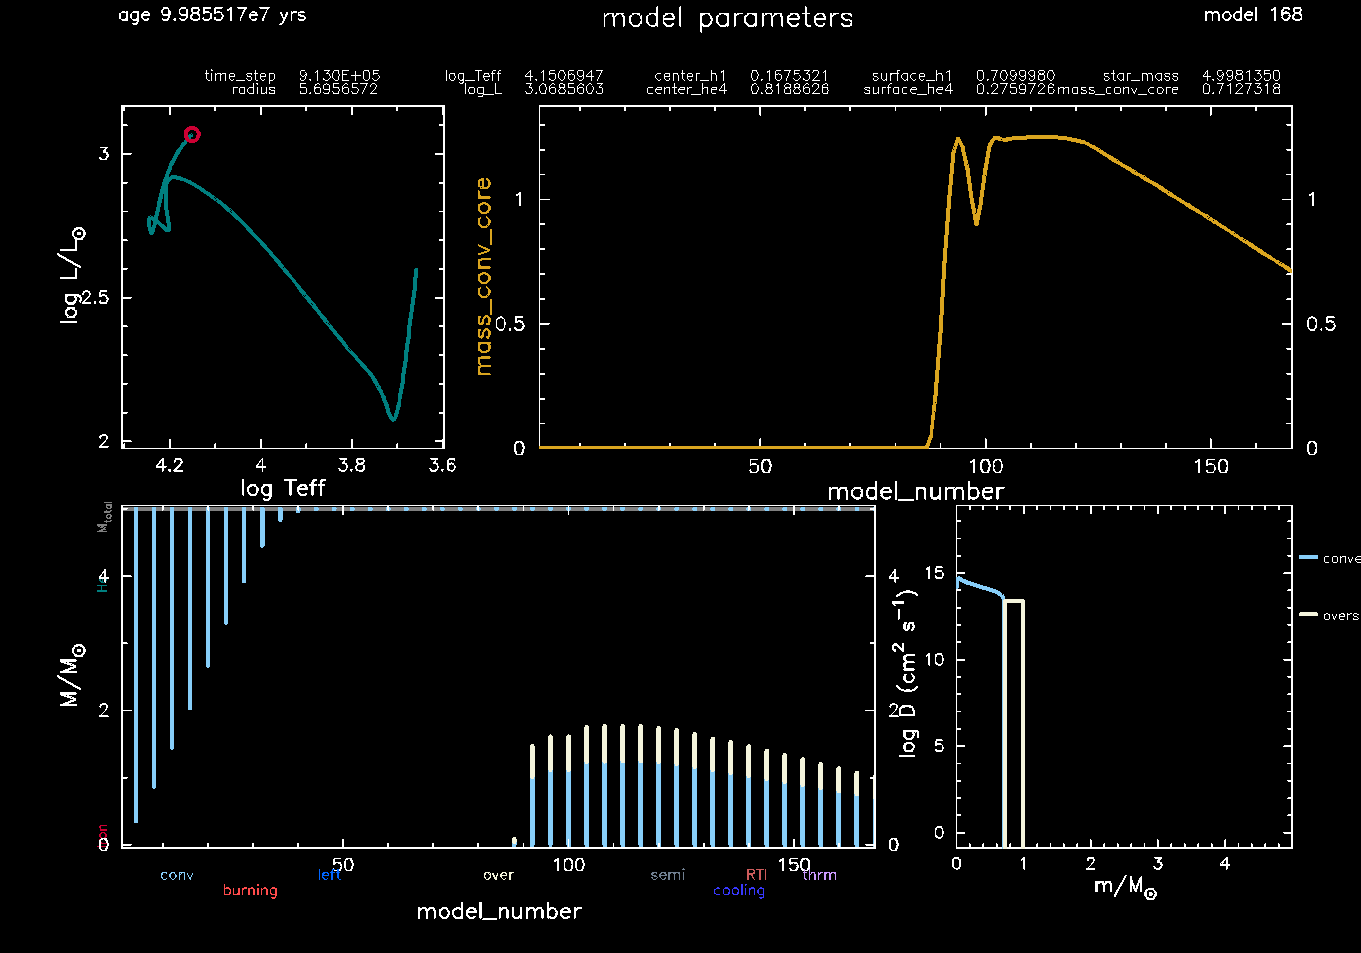 age 9.985517e7 yrs model parameters model 168
time_step 9.130E+05 log_Teff 4.1506947 center_h1 0.1675321 surface_h1 0.7099980 star_mass 4.9981350
radius 5.6956572 log_L 3.0685603 center_he4 0.8188626 surface_he4 0.2759726 mass_conv_core 0.7127318
log L/L⊙
3
2.5
2
4.2 4 3.8 3.6
log Teff
mass_conv_core
1 1
0.5 0.5
0 0
50 100 150
model_number
M/M⊙
Mtotal
4 4
2 2
0 0
50 100 150
conv left over semi RTI thrm
burning cooling
model_number
log D (cm² s⁻¹)
15
10
5
0
0 1 2 3 4
m/M⊙
conve
overs